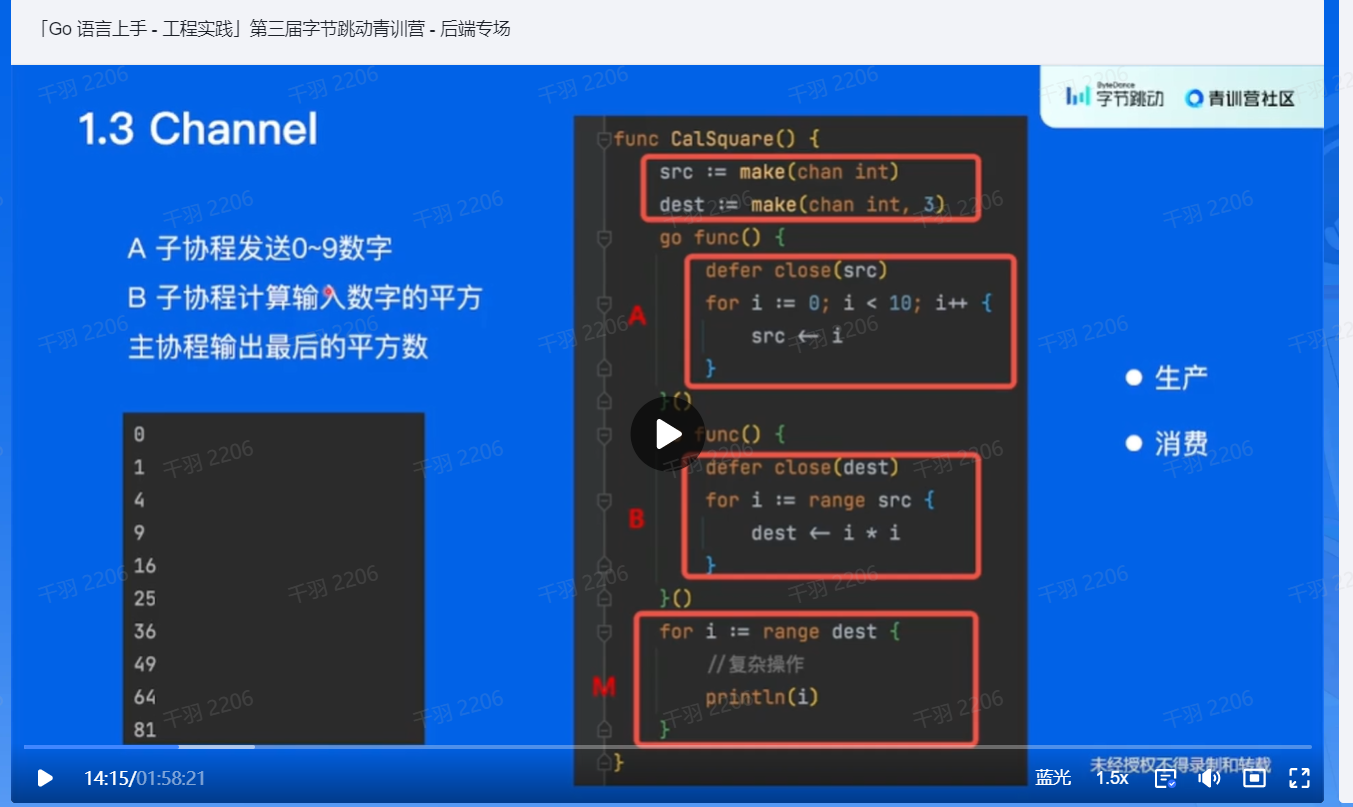 「Go 语言上手 - 工程实践」第三届字节跳动青训营 - 后端专场
ByteDance
字节跳动
青训营社区
1.3 Channel
A 子协程发送0~9数字
B 子协程计算输入数字的平方
主协程输出最后的平方数
0
1
4
9
16
25
36
49
64
81
func CalSquare() {
src := make(chan int)
dest := make(chan int, 3)
go func() {
A
defer close(src)
for i := 0; i < 10; i++ {
src <- i
}
}()
func() {
B
defer close(dest)
for i := range src {
dest <- i * i
}
}()
M
for i := range dest {
//复杂操作
println(i)
}
}
生产
消费
千羽 2206
未经授权不得录制和转载
14:15/01:58:21
蓝光
1.5x